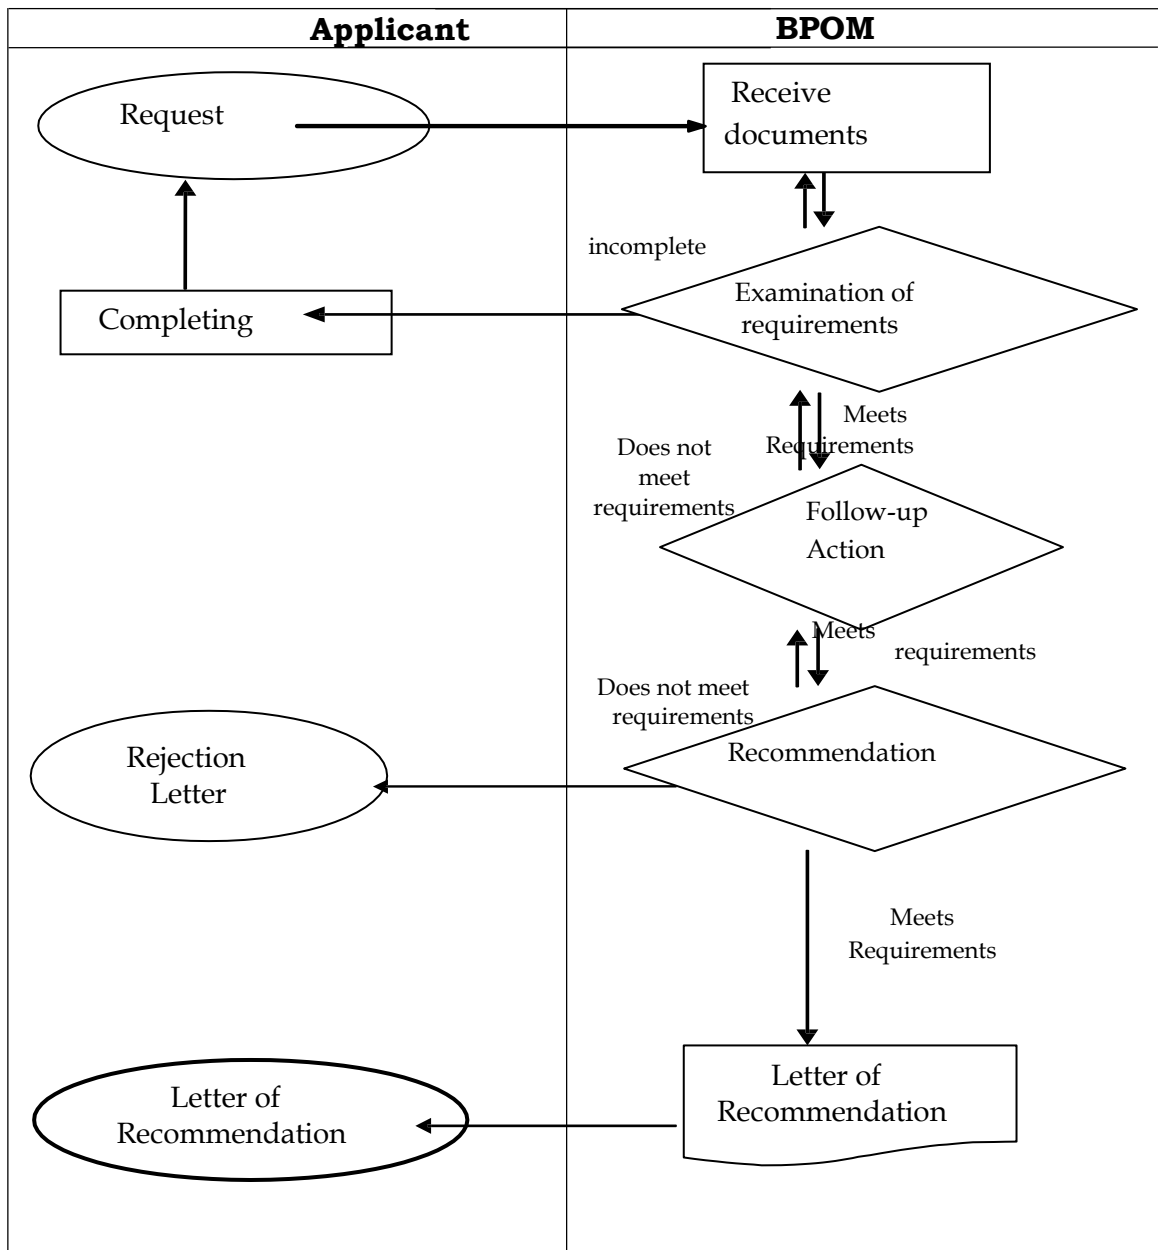 Applicant
BPOM
Request
Receive
documents
incomplete
Examination of
requirements
Completing
Meets
Requirements
Does not
meet
requirements
Follow-up
Action
Meets
requirements
Does not meet
requirements
Recommendation
Rejection
Letter
Meets
Requirements
Letter of
Recommendation
Letter of
Recommendation